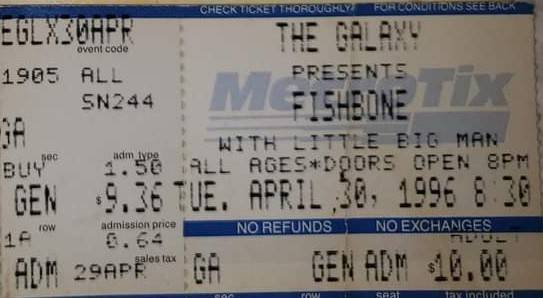 CHECK TICKET THOROUGHLY FOR CONDITIONS SEE BACK
EGLX30APR
event code
1905 ALL
SN244
GA
BUY sec 1.50 adm. type
GEN $9.36
row admission price
1A 0.64
sales tax
ADM 29APR
THE GALAXY
PRESENTS
MetroTix
FISHBONE
WITH LITTLE BIG MAN
ALL AGES*DOORS OPEN 8PM
TUE. APRIL 30, 1996 8:30
NO REFUNDS NO EXCHANGES
ADULT
GA GEN ADM $10.00
sec row seat tax included